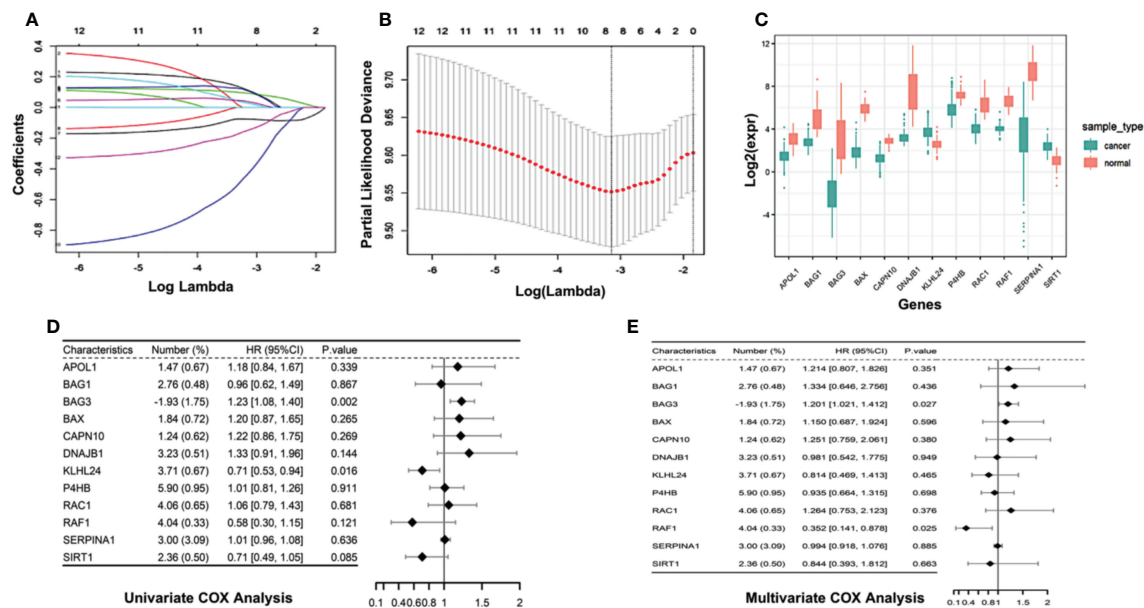 A
12 11 11 8 2
Coefficients
0.4
0.2
0.0
-0.2
-0.4
-0.6
-0.8
-6 -5 -4 -3 -2
Log Lambda
B
12 12 11 11 11 11 10 8 8 6 4 2 0
Partial Likelihood Deviance
9.70
9.65
9.60
9.55
9.50
-6 -5 -4 -3 -2
Log(Lambda)
C
Log2(expr)
12
8
4
0
-4
APOL1 BAG1 BAG3 BAX CAPN10 DNAJB1 KLHL24 P4HB RAC1 RAF1 SERPINA1 SIRT1
Genes
sample_type
cancer
normal
D
Characteristics Number (%) HR (95%CI) P.value
APOL1 1.47 (0.67) 1.18 [0.84, 1.67] 0.339
BAG1 2.76 (0.48) 0.96 [0.62, 1.49] 0.867
BAG3 -1.93 (1.75) 1.23 [1.08, 1.40] 0.002
BAX 1.84 (0.72) 1.20 [0.87, 1.65] 0.265
CAPN10 1.24 (0.62) 1.22 [0.86, 1.75] 0.269
DNAJB1 3.23 (0.51) 1.33 [0.91, 1.96] 0.144
KLHL24 3.71 (0.67) 0.71 [0.53, 0.94] 0.016
P4HB 5.90 (0.95) 1.01 [0.81, 1.26] 0.911
RAC1 4.06 (0.65) 1.06 [0.79, 1.43] 0.681
RAF1 4.04 (0.33) 0.58 [0.30, 1.15] 0.121
SERPINA1 3.00 (3.09) 1.01 [0.96, 1.08] 0.636
SIRT1 2.36 (0.50) 0.71 [0.49, 1.05] 0.085
Univariate COX Analysis
0.1 0.40.60.8 1 1.5 2
E
Characteristics Number (%) HR (95%CI) P.value
APOL1 1.47 (0.67) 1.214 [0.807, 1.826] 0.351
BAG1 2.76 (0.48) 1.334 [0.646, 2.756] 0.436
BAG3 -1.93 (1.75) 1.201 [1.021, 1.412] 0.027
BAX 1.84 (0.72) 1.150 [0.687, 1.924] 0.596
CAPN10 1.24 (0.62) 1.251 [0.759, 2.061] 0.380
DNAJB1 3.23 (0.51) 0.981 [0.542, 1.775] 0.949
KLHL24 3.71 (0.67) 0.814 [0.469, 1.413] 0.465
P4HB 5.90 (0.95) 0.935 [0.664, 1.315] 0.698
RAC1 4.06 (0.65) 1.264 [0.753, 2.123] 0.376
RAF1 4.04 (0.33) 0.352 [0.141, 0.878] 0.025
SERPINA1 3.00 (3.09) 0.994 [0.918, 1.076] 0.885
SIRT1 2.36 (0.50) 0.844 [0.393, 1.812] 0.663
Multivariate COX Analysis
0.1 0.4 0.81 1.5 2